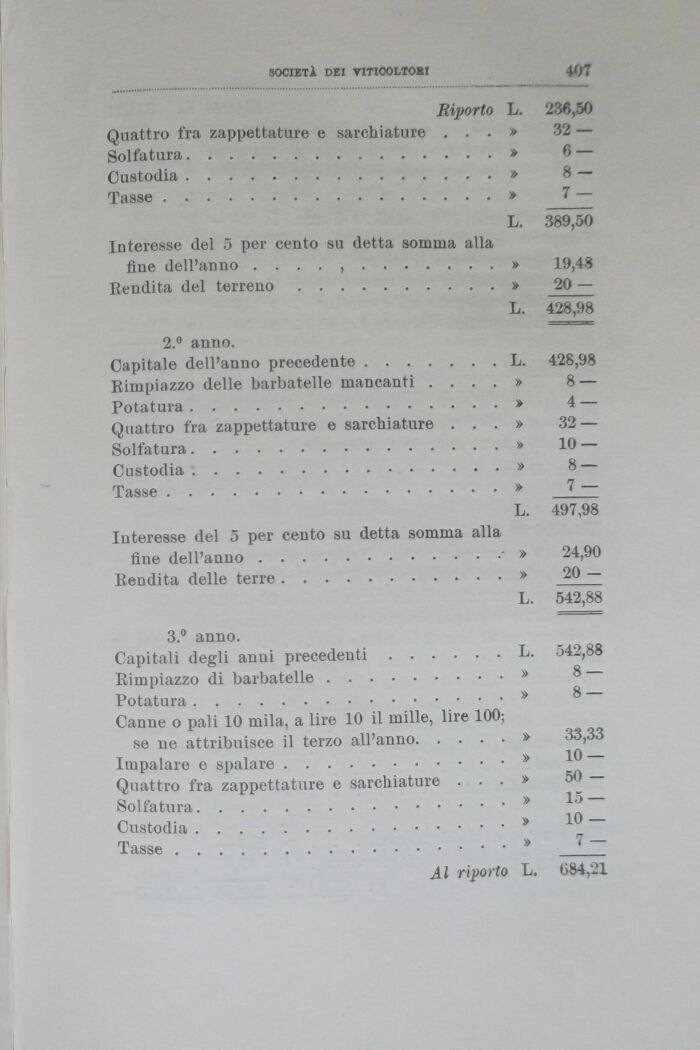 SOCIETÀ DEI VITICOLTORI 407
Riporto L. 236,50
Quattro fra zappettature e sarchiature . . . » 32 —
Solfatura . . . . . . . . . . . . . . . » 6 —
Custodia . . . . . . . . . . . . . . . » 8 —
Tasse . . . . . . . . . . . . . . . . » 7 —
L. 389,50
Interesse del 5 per cento su detta somma alla
fine dell'anno . . . . , . . . . . . . » 19,48
Rendita del terreno . . . . . . . . . . » 20 —
L. 428,98
2.º anno.
Capitale dell'anno precedente . . . . . . . L. 428,98
Rimpiazzo delle barbatelle mancanti . . . . » 8 —
Potatura . . . . . . . . . . . . . . . » 4 —
Quattro fra zappettature e sarchiature . . . » 32 —
Solfatura . . . . . . . . . . . . . . . » 10 —
Custodia . . . . . . . . . . . . . . . » 8 —
Tasse . . . . . . . . . . . . . . . . » 7 —
L. 497,98
Interesse del 5 per cento su detta somma alla
fine dell'anno . . . . . . . . . . . . » 24,90
Rendita delle terre . . . . . . . . . . . » 20 —
L. 542,88
3.º anno.
Capitali degli anni precedenti . . . . . . L. 542,88
Rimpiazzo di barbatelle . . . . . . . . . » 8 —
Potatura . . . . . . . . . . . . . . . » 8 —
Canne o pali 10 mila, a lire 10 il mille, lire 100;
se ne attribuisce il terzo all'anno. . . . . » 33,33
Impalare e spalare . . . . . . . . . . . » 10 —
Quattro fra zappettature e sarchiature . . . » 50 —
Solfatura . . . . . . . . . . . . . . . » 15 —
Custodia . . . . . . . . . . . . . . . » 10 —
Tasse . . . . . . . . . . . . . . . . » 7 —
Al riporto L. 684,21